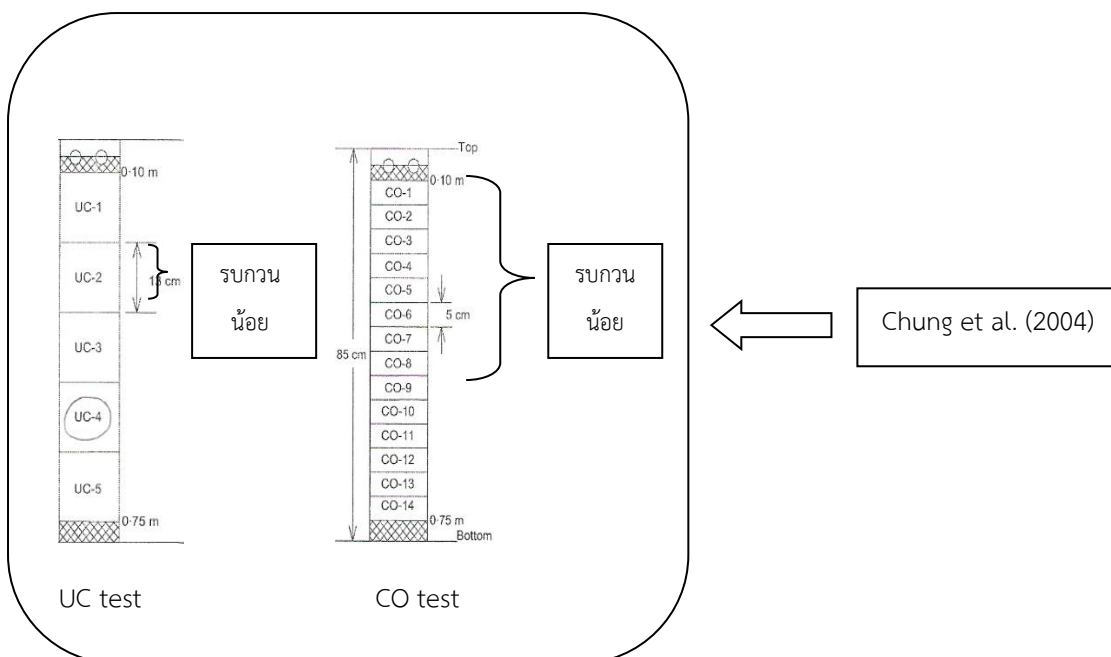 0·10 m
UC-1
UC-2
13 cm
UC-3
UC-4
UC-5
0·75 m
UC test
รบกวน
น้อย
Top
0·10 m
CO-1
CO-2
CO-3
CO-4
CO-5
CO-6
5 cm
CO-7
85 cm
CO-8
CO-9
CO-10
CO-11
CO-12
CO-13
CO-14
0·75 m
Bottom
CO test
รบกวน
น้อย
Chung et al. (2004)